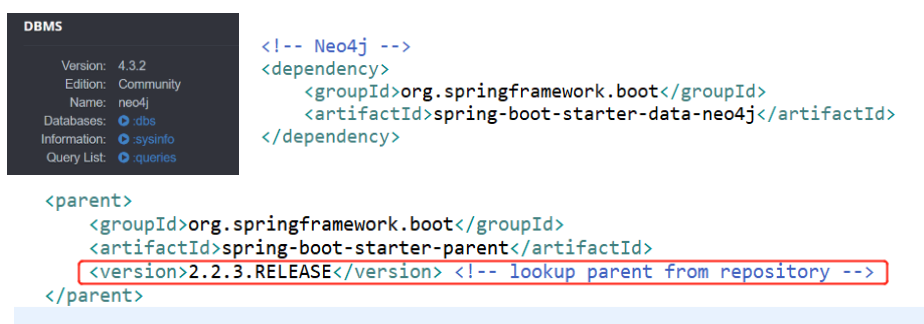 DBMS
Version: 4.3.2
Edition: Community
Name: neo4j
Databases: :dbs
Information: :sysinfo
Query List: :queries
<!-- Neo4j -->
<dependency>
    <groupId>org.springframework.boot</groupId>
    <artifactId>spring-boot-starter-data-neo4j</artifactId>
</dependency>
<parent>
    <groupId>org.springframework.boot</groupId>
    <artifactId>spring-boot-starter-parent</artifactId>
    <version>2.2.3.RELEASE</version> <!-- lookup parent from repository -->
</parent>